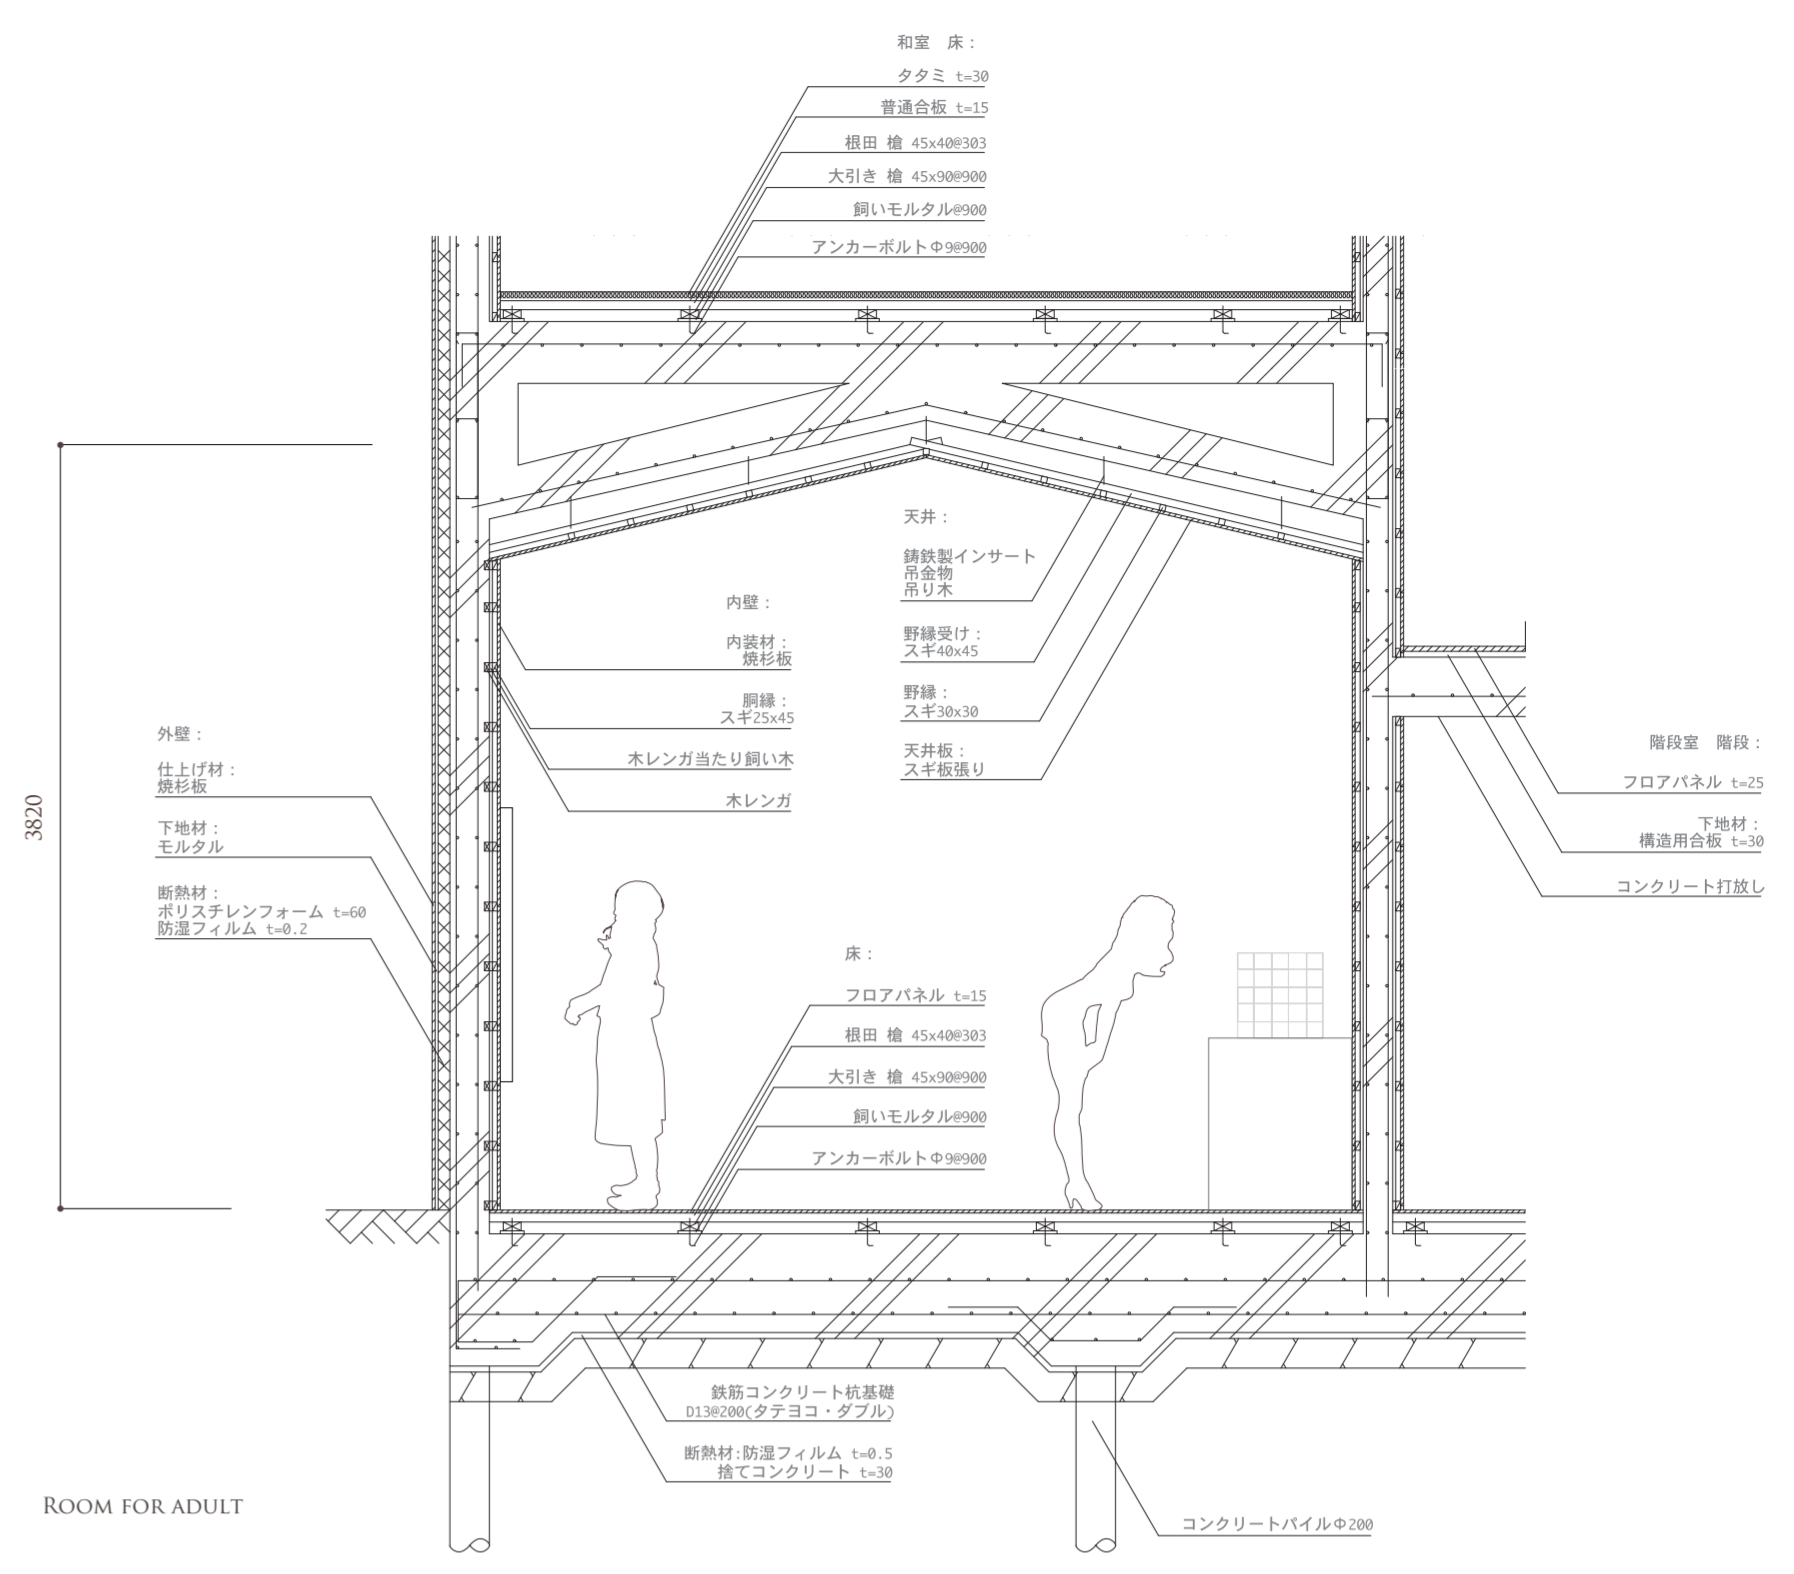 和室　床：
タタミ t=30
普通合板 t=15
根田 槍 45x40@303
大引き 槍 45x90@900
飼いモルタル@900
アンカーボルトΦ9@900
天井：
鋳鉄製インサート
吊金物
吊り木
野縁受け：
スギ40x45
野縁：
スギ30x30
天井板：
スギ板張り
内壁：
内装材：
焼杉板
胴縁：
スギ25x45
木レンガ当たり飼い木
木レンガ
外壁：
仕上げ材：
焼杉板
下地材：
モルタル
断熱材：
ポリスチレンフォーム t=60
防湿フィルム t=0.2
3820
階段室　階段：
フロアパネル t=25
下地材：
構造用合板 t=30
コンクリート打放し
床：
フロアパネル t=15
根田 槍 45x40@303
大引き 槍 45x90@900
飼いモルタル@900
アンカーボルトΦ9@900
鉄筋コンクリート杭基礎
D13@200(タテヨコ・ダブル)
断熱材:防湿フィルム t=0.5
捨てコンクリート t=30
コンクリートパイルΦ200
ROOM FOR ADULT